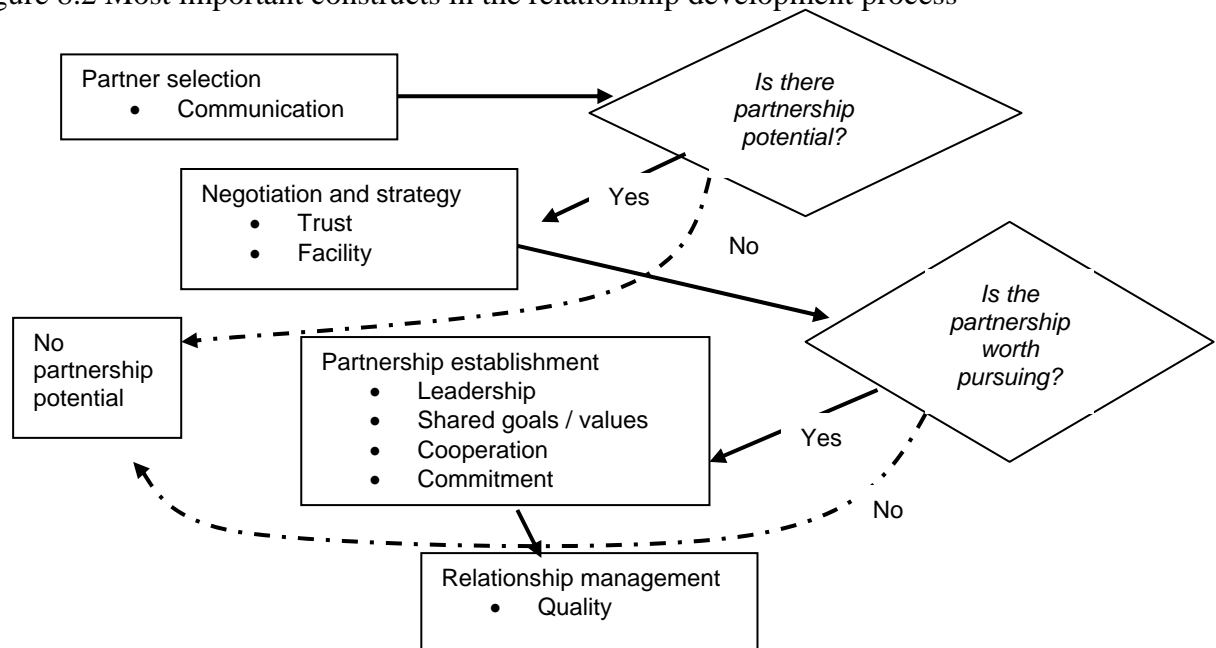 8.2 Most important constructs in the relationship development process
Partner selection
• Communication
Is there
partnership
potential?
Negotiation and strategy
• Trust
• Facility
Yes
No
Is the
partnership
worth
pursuing?
No
partnership
potential
Partnership establishment
• Leadership
• Shared goals / values
• Cooperation
• Commitment
Yes
No
Relationship management
• Quality